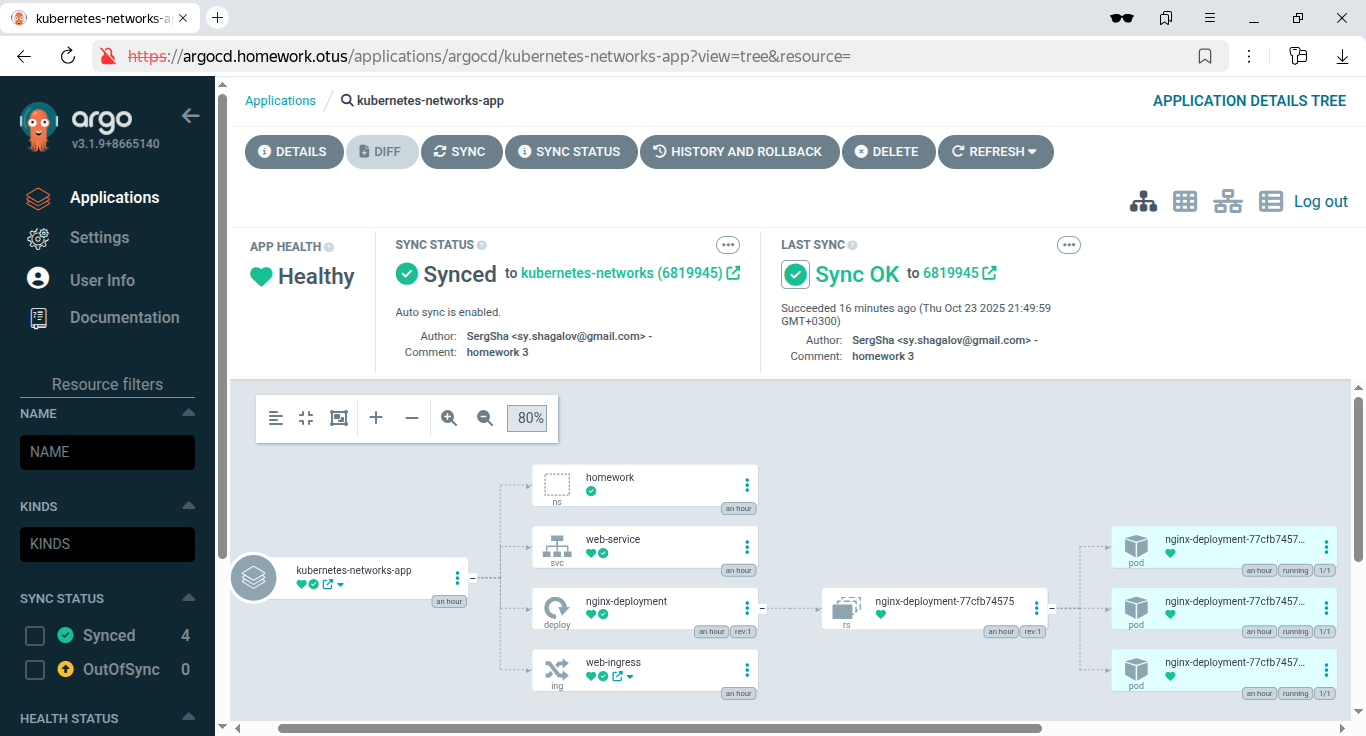 kubernetes-networks-a
https://argocd.homework.otus/applications/argocd/kubernetes-networks-app?view=tree&resource=
argo
v3.1.9+8665140
Applications
Settings
User Info
Documentation
Resource filters
NAME
NAME
KINDS
KINDS
SYNC STATUS
Synced 4
OutOfSync 0
HEALTH STATUS
Applications / kubernetes-networks-app
APPLICATION DETAILS TREE
DETAILS DIFF SYNC SYNC STATUS HISTORY AND ROLLBACK DELETE REFRESH
Log out
APP HEALTH
Healthy
SYNC STATUS
Synced to kubernetes-networks (6819945)
Auto sync is enabled.
Author: SergSha <sy.shagalov@gmail.com> -
Comment: homework 3
LAST SYNC
Sync OK to 6819945
Succeeded 16 minutes ago (Thu Oct 23 2025 21:49:59
GMT+0300)
Author: SergSha <sy.shagalov@gmail.com> -
Comment: homework 3
80%
kubernetes-networks-app
an hour
homework
ns
an hour
web-service
svc
an hour
nginx-deployment
deploy
an hour rev:1
web-ingress
ing
an hour
nginx-deployment-77cfb74575
rs
an hour rev:1
nginx-deployment-77cfb7457...
pod
an hour running 1/1
nginx-deployment-77cfb7457...
pod
an hour running 1/1
nginx-deployment-77cfb7457...
pod
an hour running 1/1